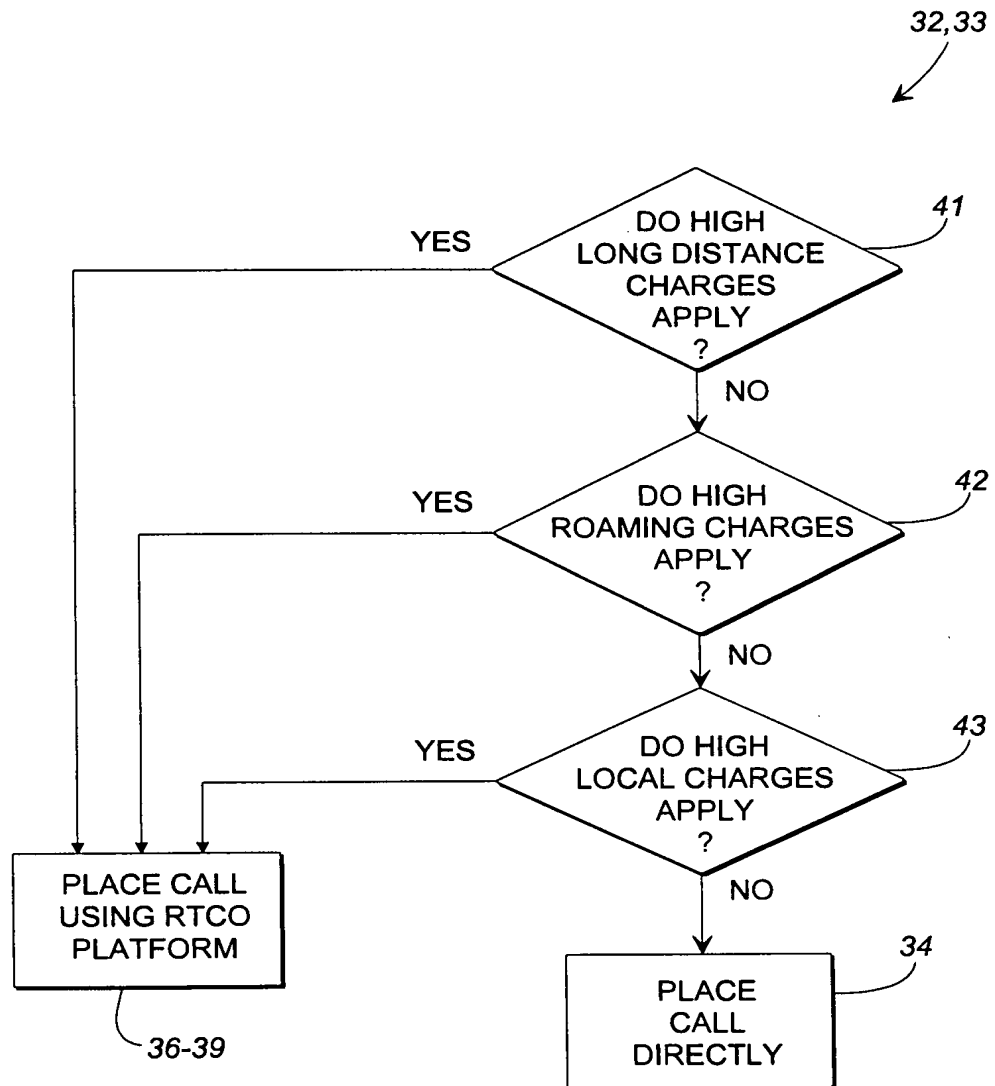 32,33
DO HIGH
LONG DISTANCE
CHARGES
APPLY
?
41
YES
NO
DO HIGH
ROAMING CHARGES
APPLY
?
42
YES
NO
DO HIGH
LOCAL CHARGES
APPLY
?
43
YES
NO
PLACE CALL
USING RTCO
PLATFORM
36-39
PLACE
CALL
DIRECTLY
34